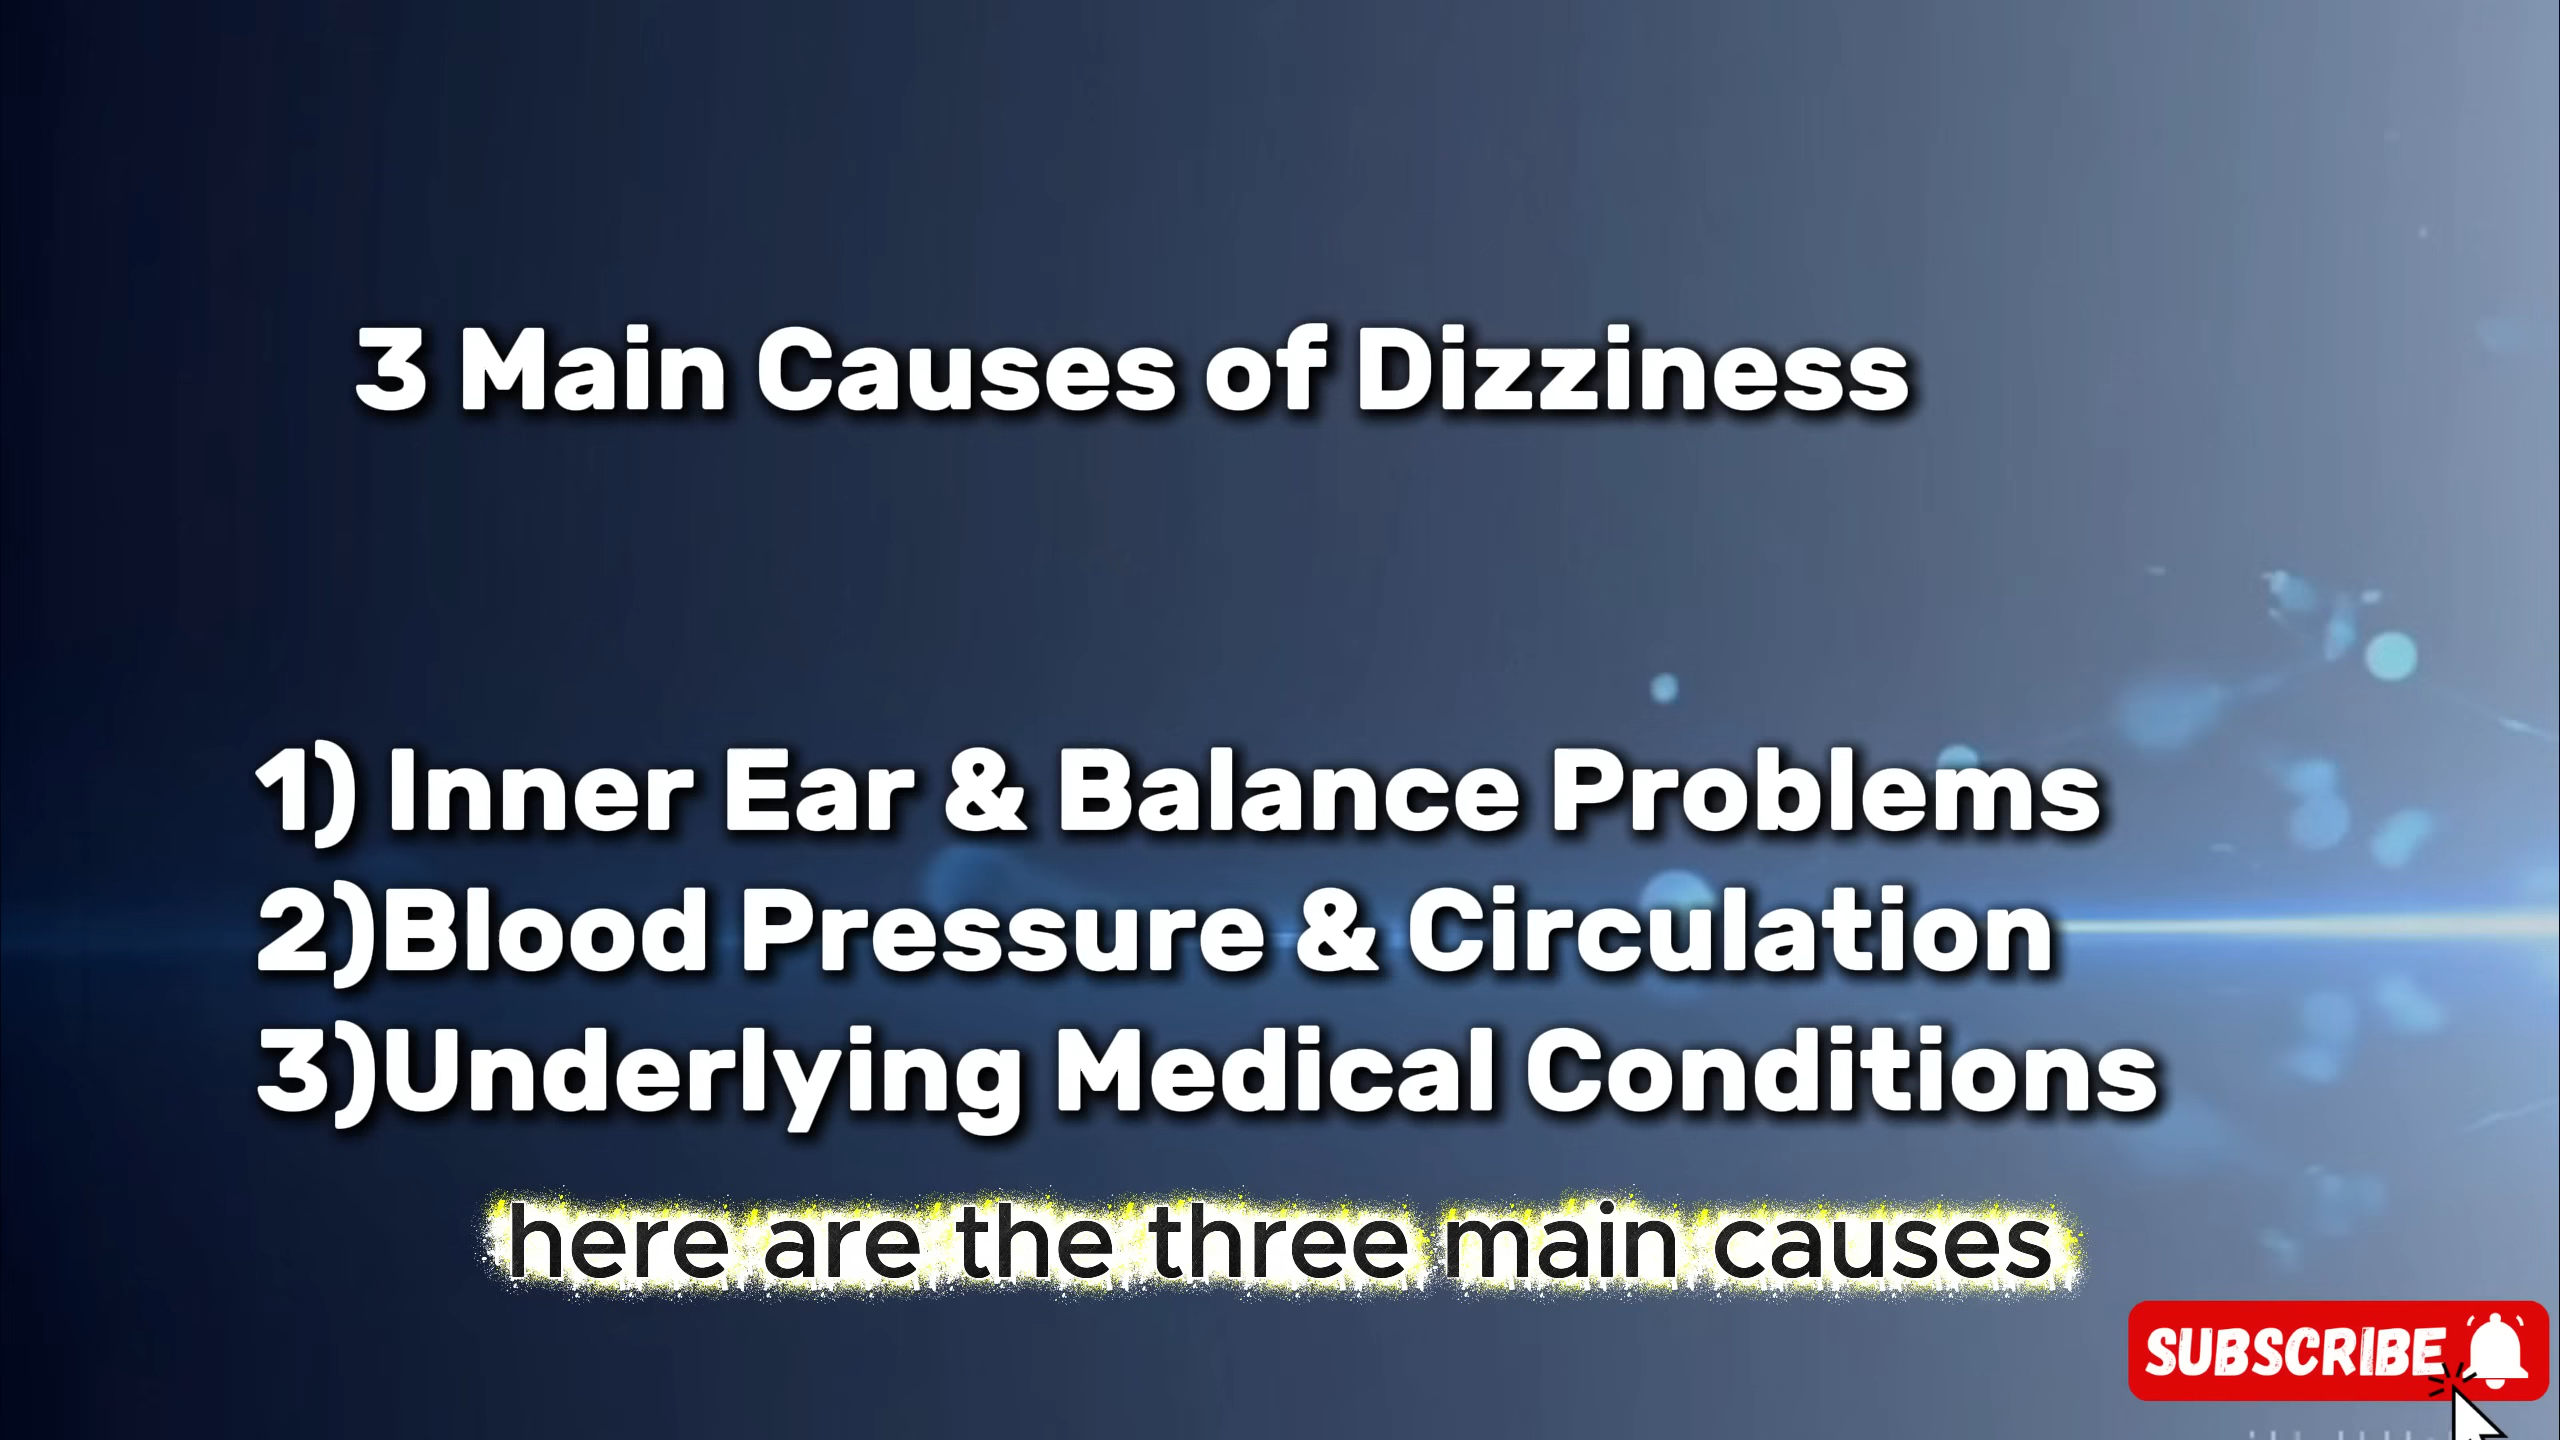 3 Main Causes of Dizziness
1) Inner Ear & Balance Problems
2)Blood Pressure & Circulation
3)Underlying Medical Conditions
here are the three main causes
SUBSCRIBE